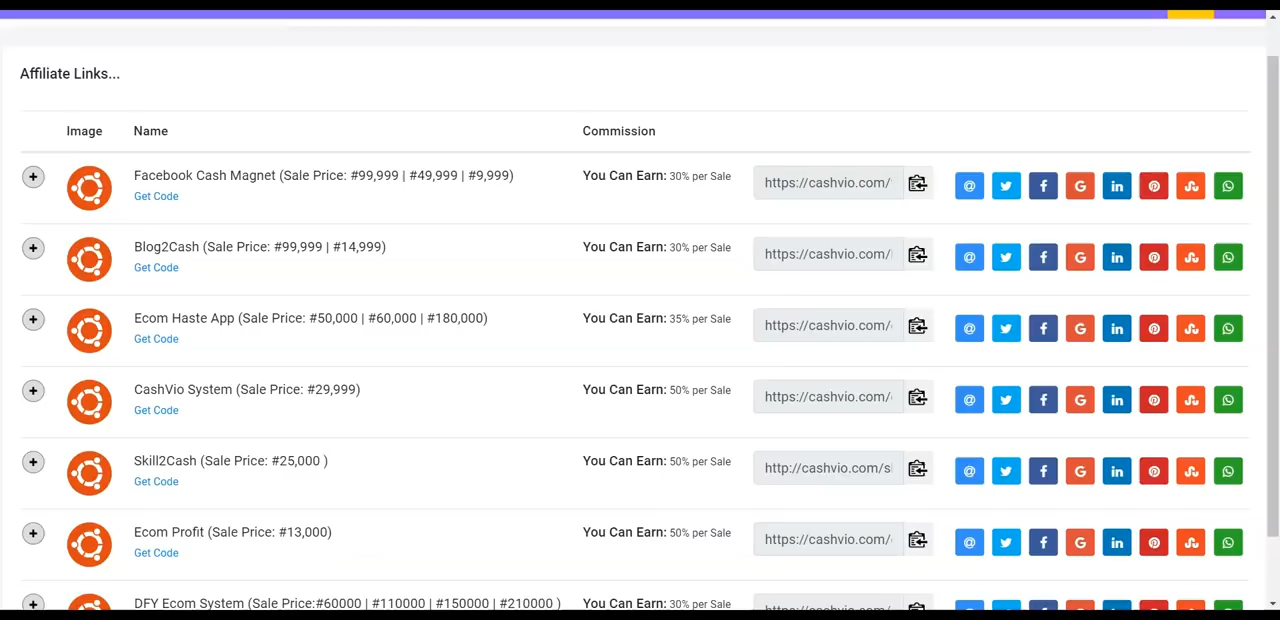 Affiliate Links...
Image Name Commission
Facebook Cash Magnet (Sale Price: #99,999 | #49,999 | #9,999) You Can Earn: 30% per Sale https://cashvio.com/
Get Code
Blog2Cash (Sale Price: #99,999 | #14,999) You Can Earn: 30% per Sale https://cashvio.com/
Get Code
Ecom Haste App (Sale Price: #50,000 | #60,000 | #180,000) You Can Earn: 35% per Sale https://cashvio.com/
Get Code
CashVio System (Sale Price: #29,999) You Can Earn: 50% per Sale https://cashvio.com/
Get Code
Skill2Cash (Sale Price: #25,000 ) You Can Earn: 50% per Sale http://cashvio.com/s
Get Code
Ecom Profit (Sale Price: #13,000) You Can Earn: 50% per Sale https://cashvio.com/
Get Code
DFY Ecom System (Sale Price:#60000 | #110000 | #150000 | #210000 ) You Can Earn: 30% per Sale https://cashvio.com/